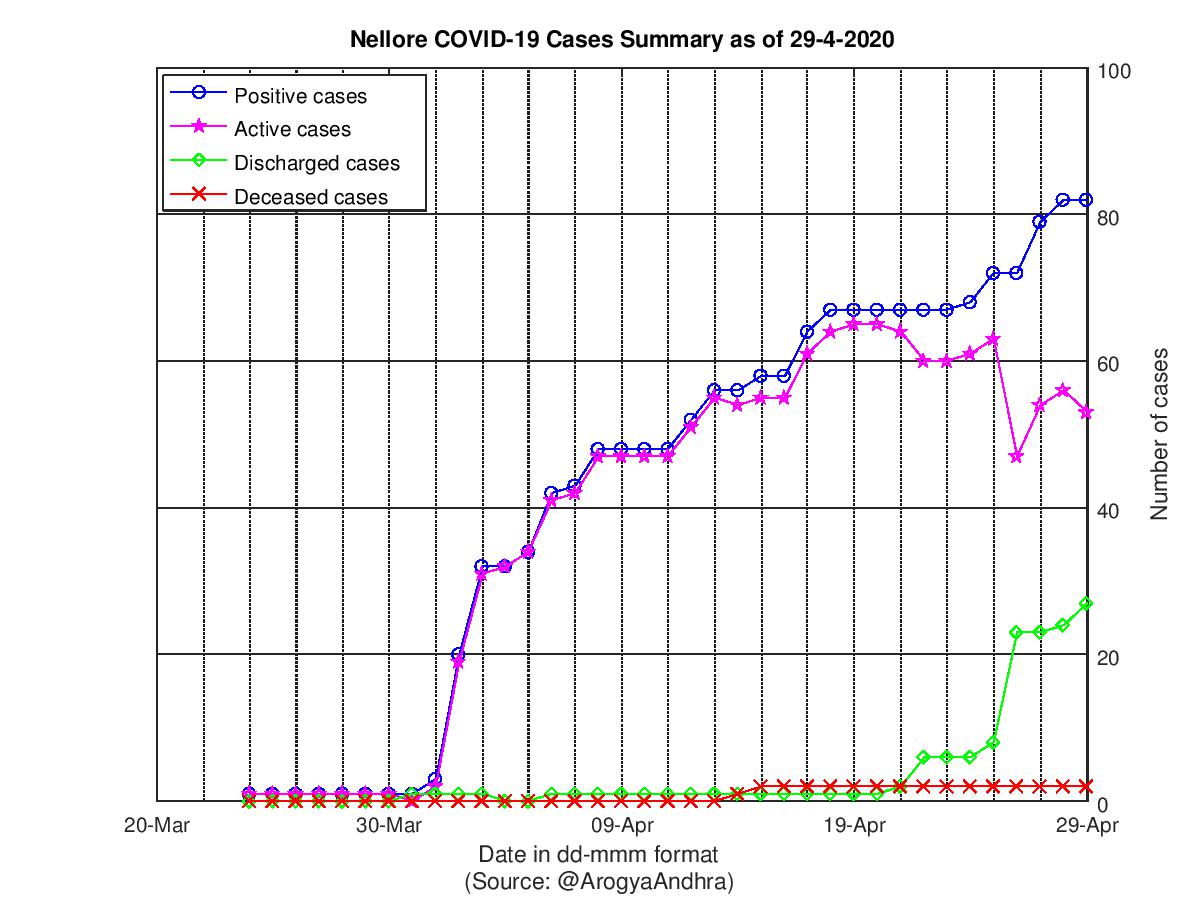 Nellore COVID-19 Cases Summary as of 29-4-2020
Positive cases
Active cases
Discharged cases
Deceased cases
100
80
60
40
20
0
Number of cases
20-Mar
30-Mar
09-Apr
19-Apr
29-Apr
Date in dd-mmm format
(Source: @ArogyaAndhra)